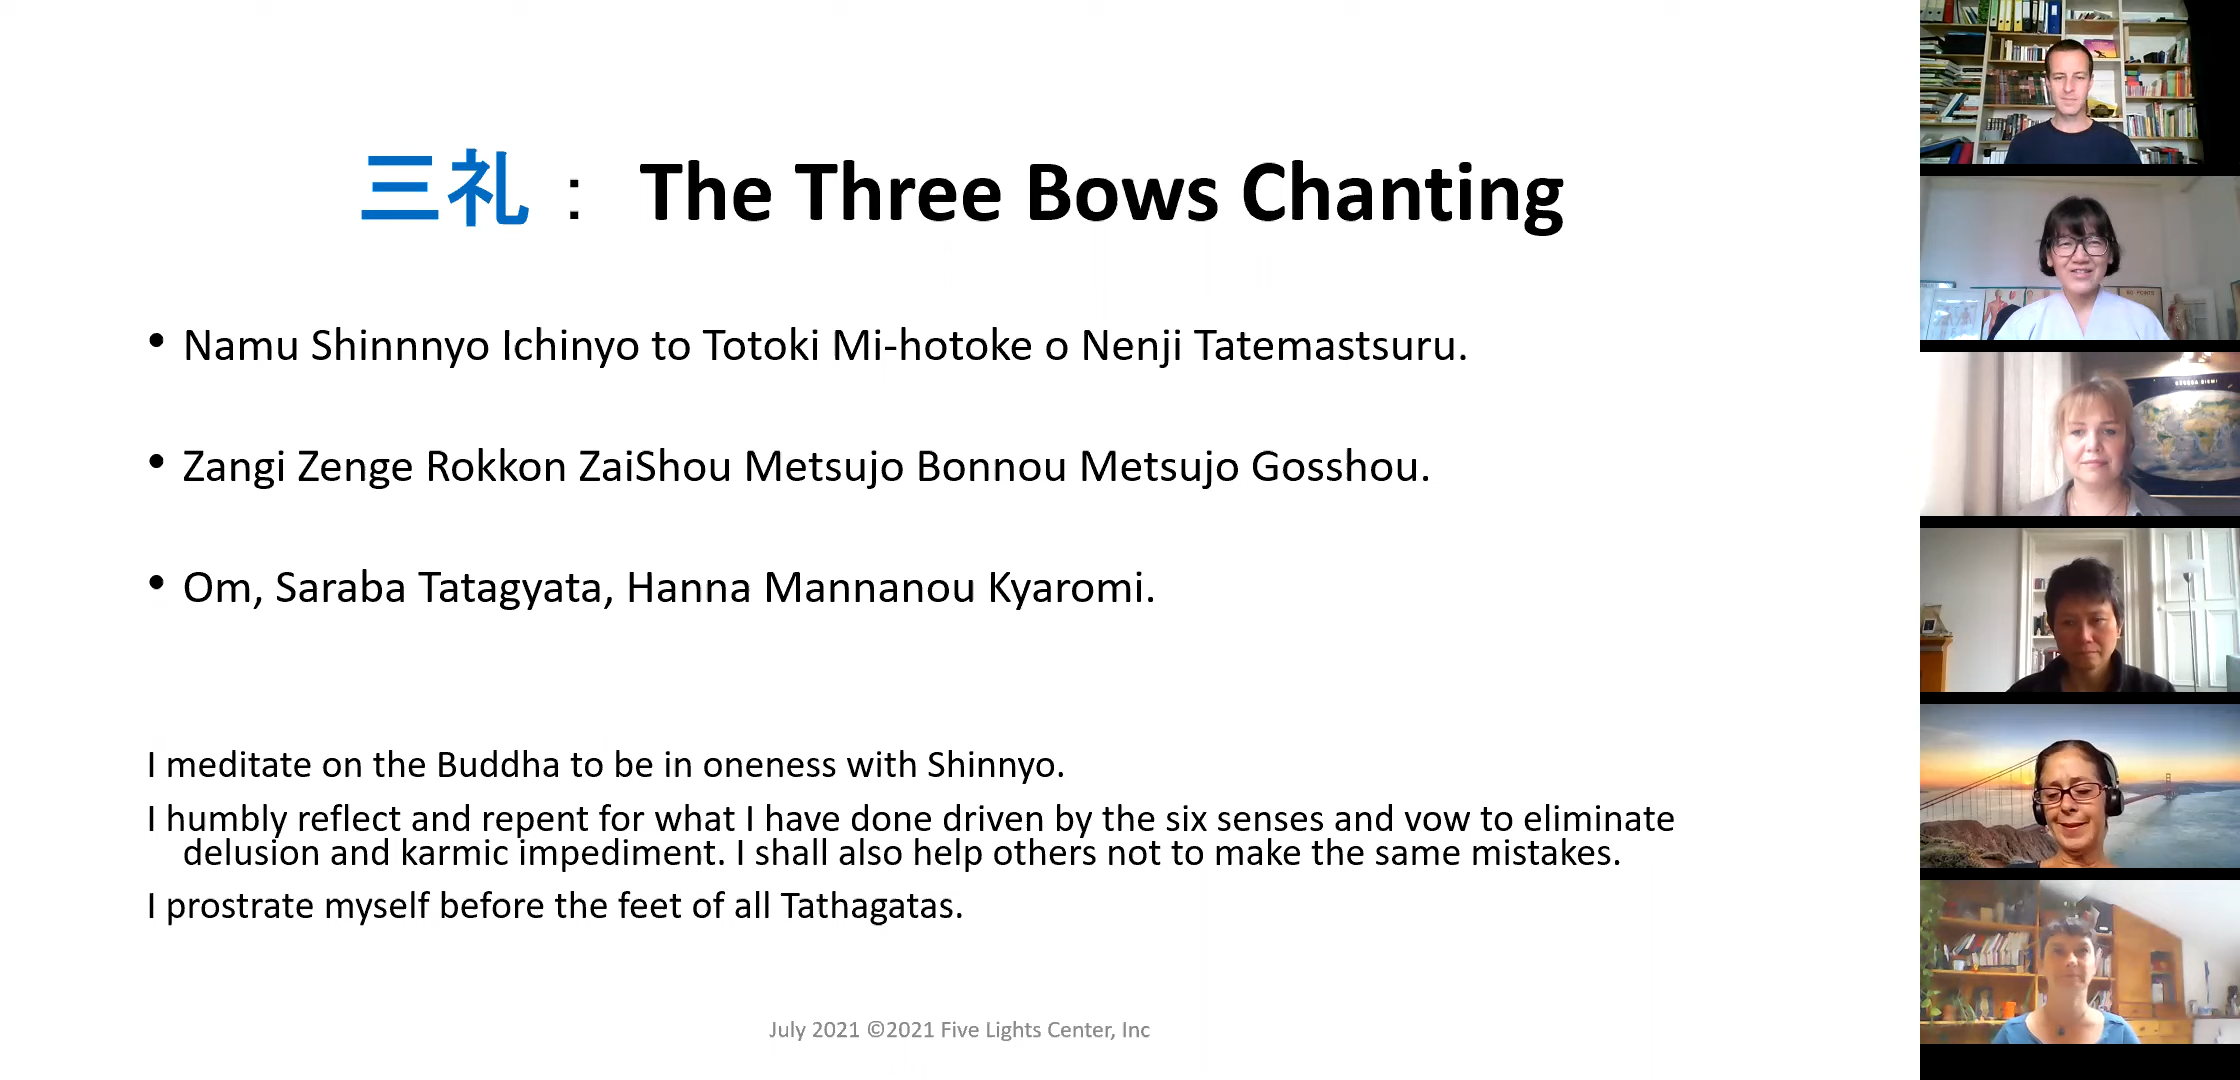 三礼： The Three Bows Chanting
• Namu Shinnnyo Ichinyo to Totoki Mi-hotoke o Nenji Tatemastsuru.
• Zangi Zenge Rokkon ZaiShou Metsujo Bonnou Metsujo Gosshou.
• Om, Saraba Tatagyata, Hanna Mannanou Kyaromi.
I meditate on the Buddha to be in oneness with Shinnyo.
I humbly reflect and repent for what I have done driven by the six senses and vow to eliminate
delusion and karmic impediment. I shall also help others not to make the same mistakes.
I prostrate myself before the feet of all Tathagatas.
July 2021 ©2021 Five Lights Center, Inc